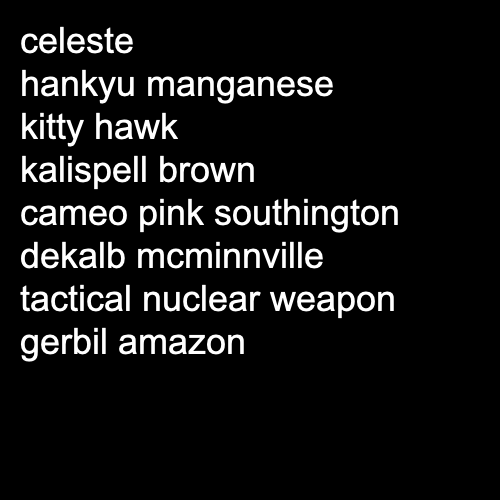 celeste
hankyu manganese
kitty hawk
kalispell brown
cameo pink southington
dekalb mcminnville
tactical nuclear weapon
gerbil amazon